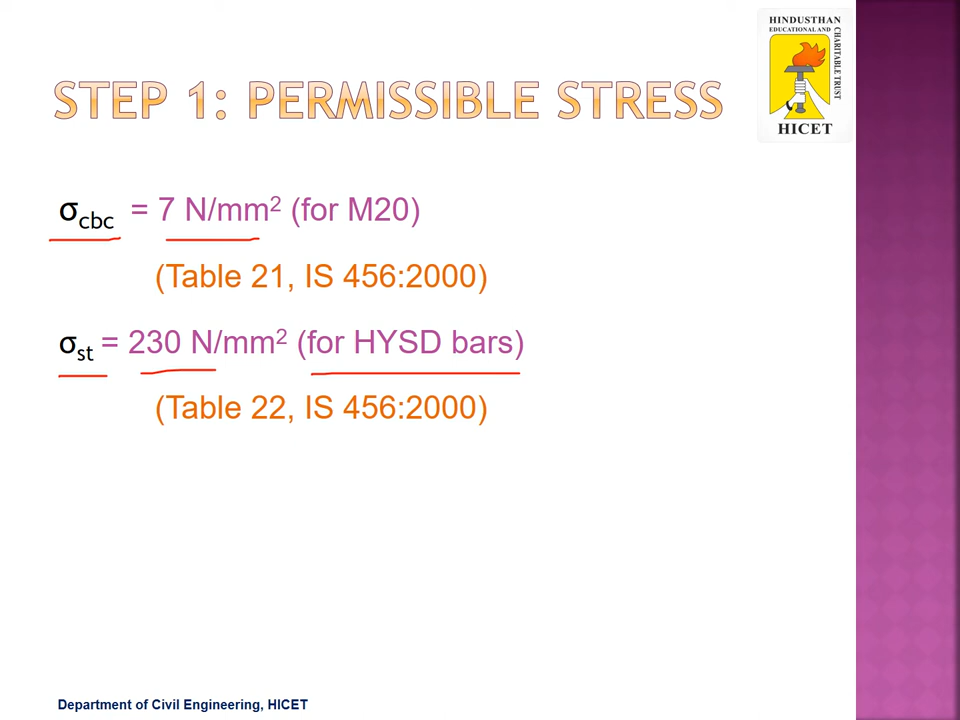 HINDUSTHAN
EDUCATIONAL AND
CHARITABLE TRUST
HICET
STEP 1: PERMISSIBLE STRESS
σcbc = 7 N/mm² (for M20)
(Table 21, IS 456:2000)
σst = 230 N/mm² (for HYSD bars)
(Table 22, IS 456:2000)
Department of Civil Engineering, HICET